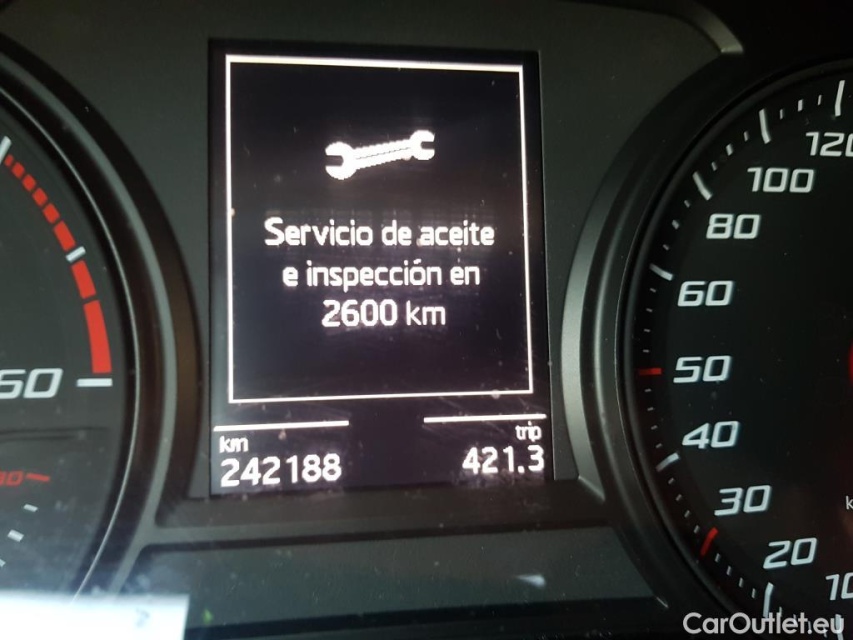 Servicio de aceite
e inspección en
2600 km
km
242188
trip
421.3
120
100
80
60
50
40
30
20
10
CarOutlet.eu